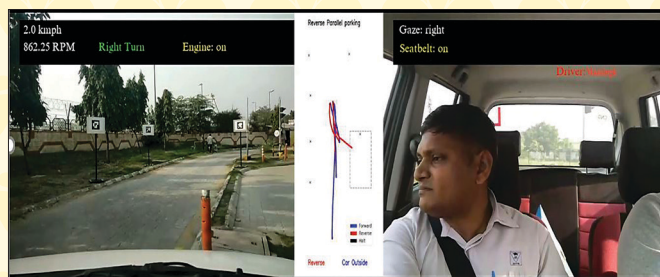 2.0 kmph
862.25 RPM Right Turn Engine: on
Reverse Parallel parking
Forward
Reverse
Halt
Reverse Car Outside
Gaze: right
Seatbelt: on